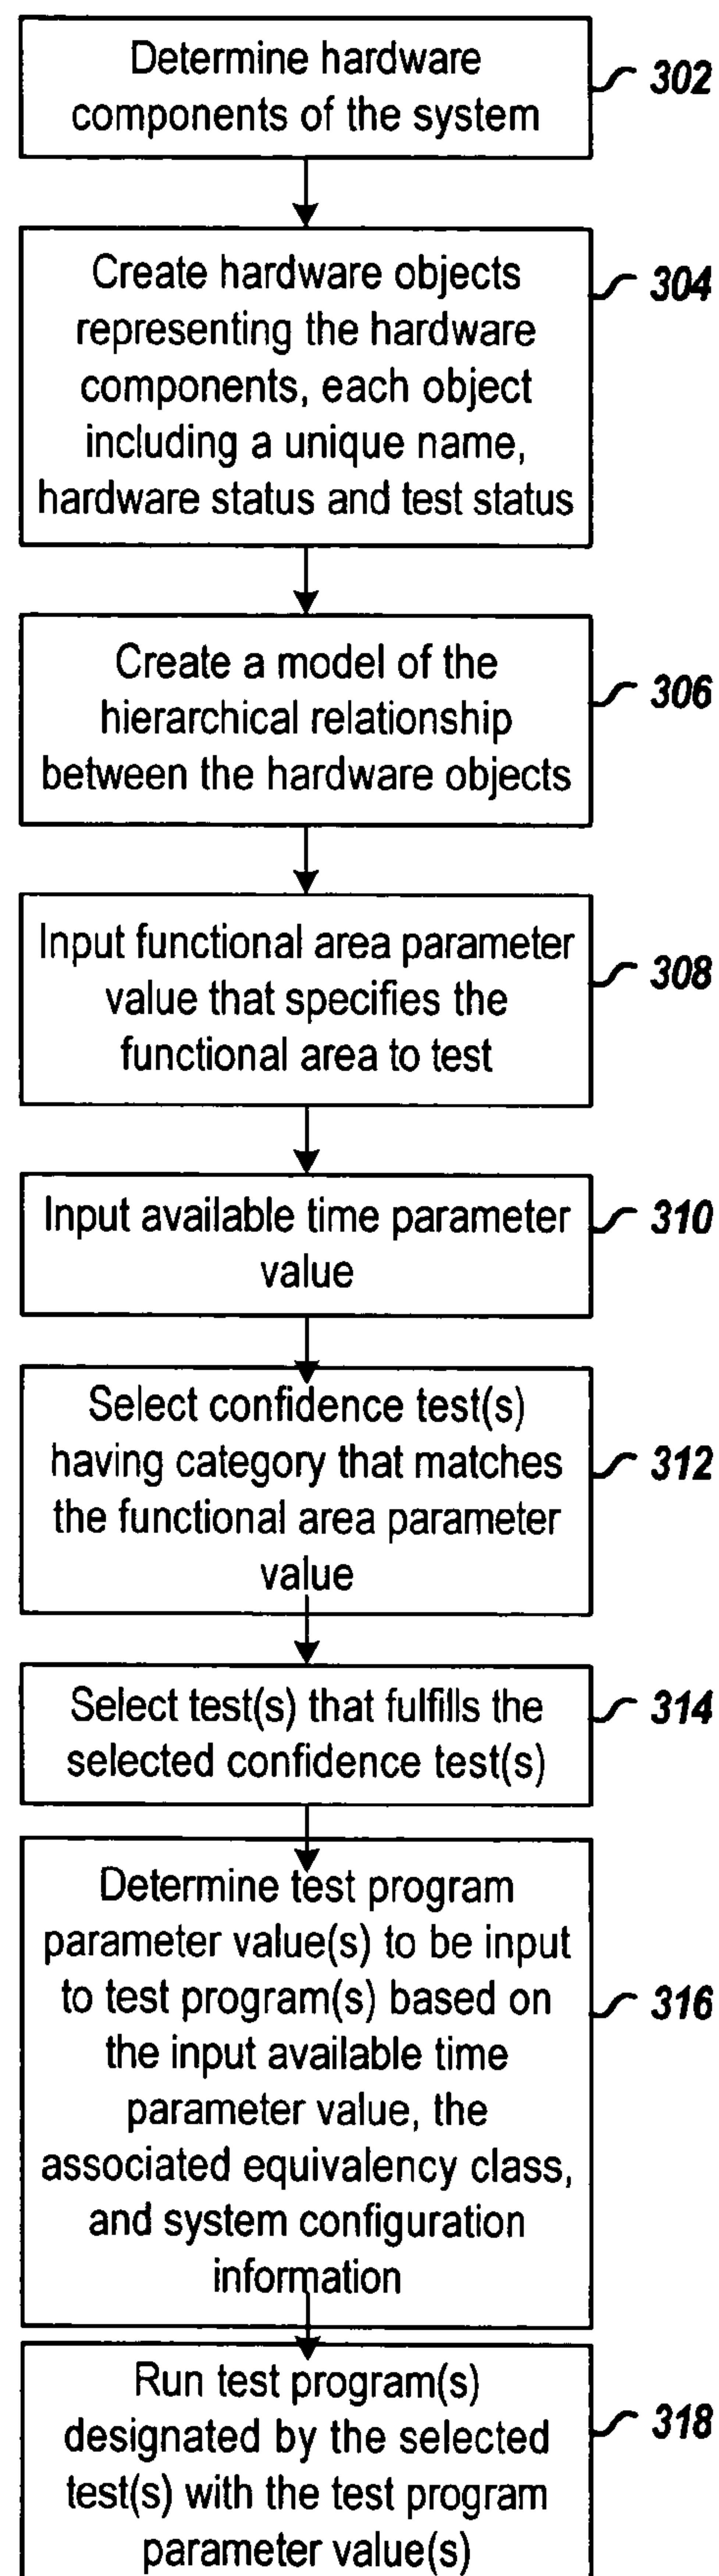 Determine hardware
components of the system
302
Create hardware objects
representing the hardware
components, each object
including a unique name,
hardware status and test status
304
Create a model of the
hierarchical relationship
between the hardware objects
306
Input functional area parameter
value that specifies the
functional area to test
308
Input available time parameter
value
310
Select confidence test(s)
having category that matches
the functional area parameter
value
312
Select test(s) that fulfills the
selected confidence test(s)
314
Determine test program
parameter value(s) to be input
to test program(s) based on
the input available time
parameter value, the
associated equivalency class,
and system configuration
information
316
Run test program(s)
designated by the selected
test(s) with the test program
parameter value(s)
318